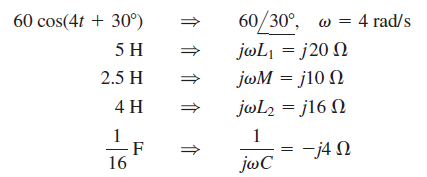 60 cos(4t + 30°) ⇒ 60/30°, ω = 4 rad/s
5 H ⇒ jωL₁ = j20 Ω
2.5 H ⇒ jωM = j10 Ω
4 H ⇒ jωL₂ = j16 Ω
1/16 F ⇒ 1/jωC = −j4 Ω